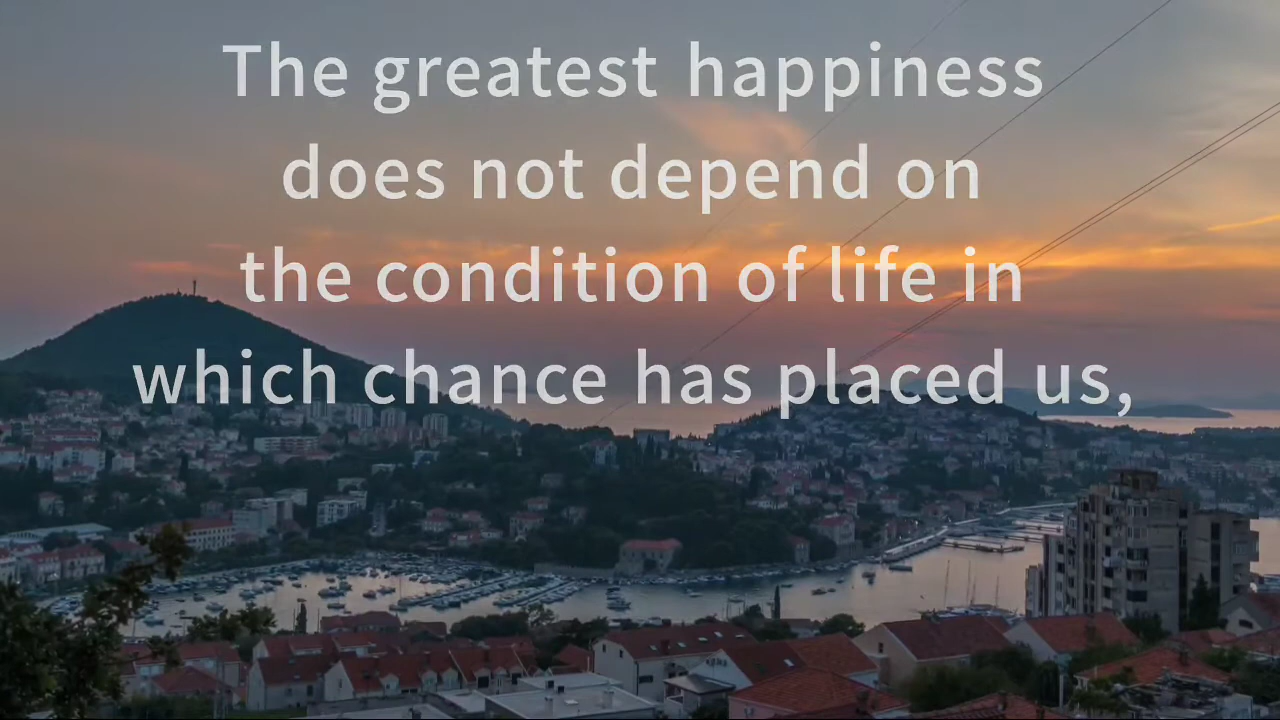 The greatest happiness
does not depend on
the condition of life in
which chance has placed us,